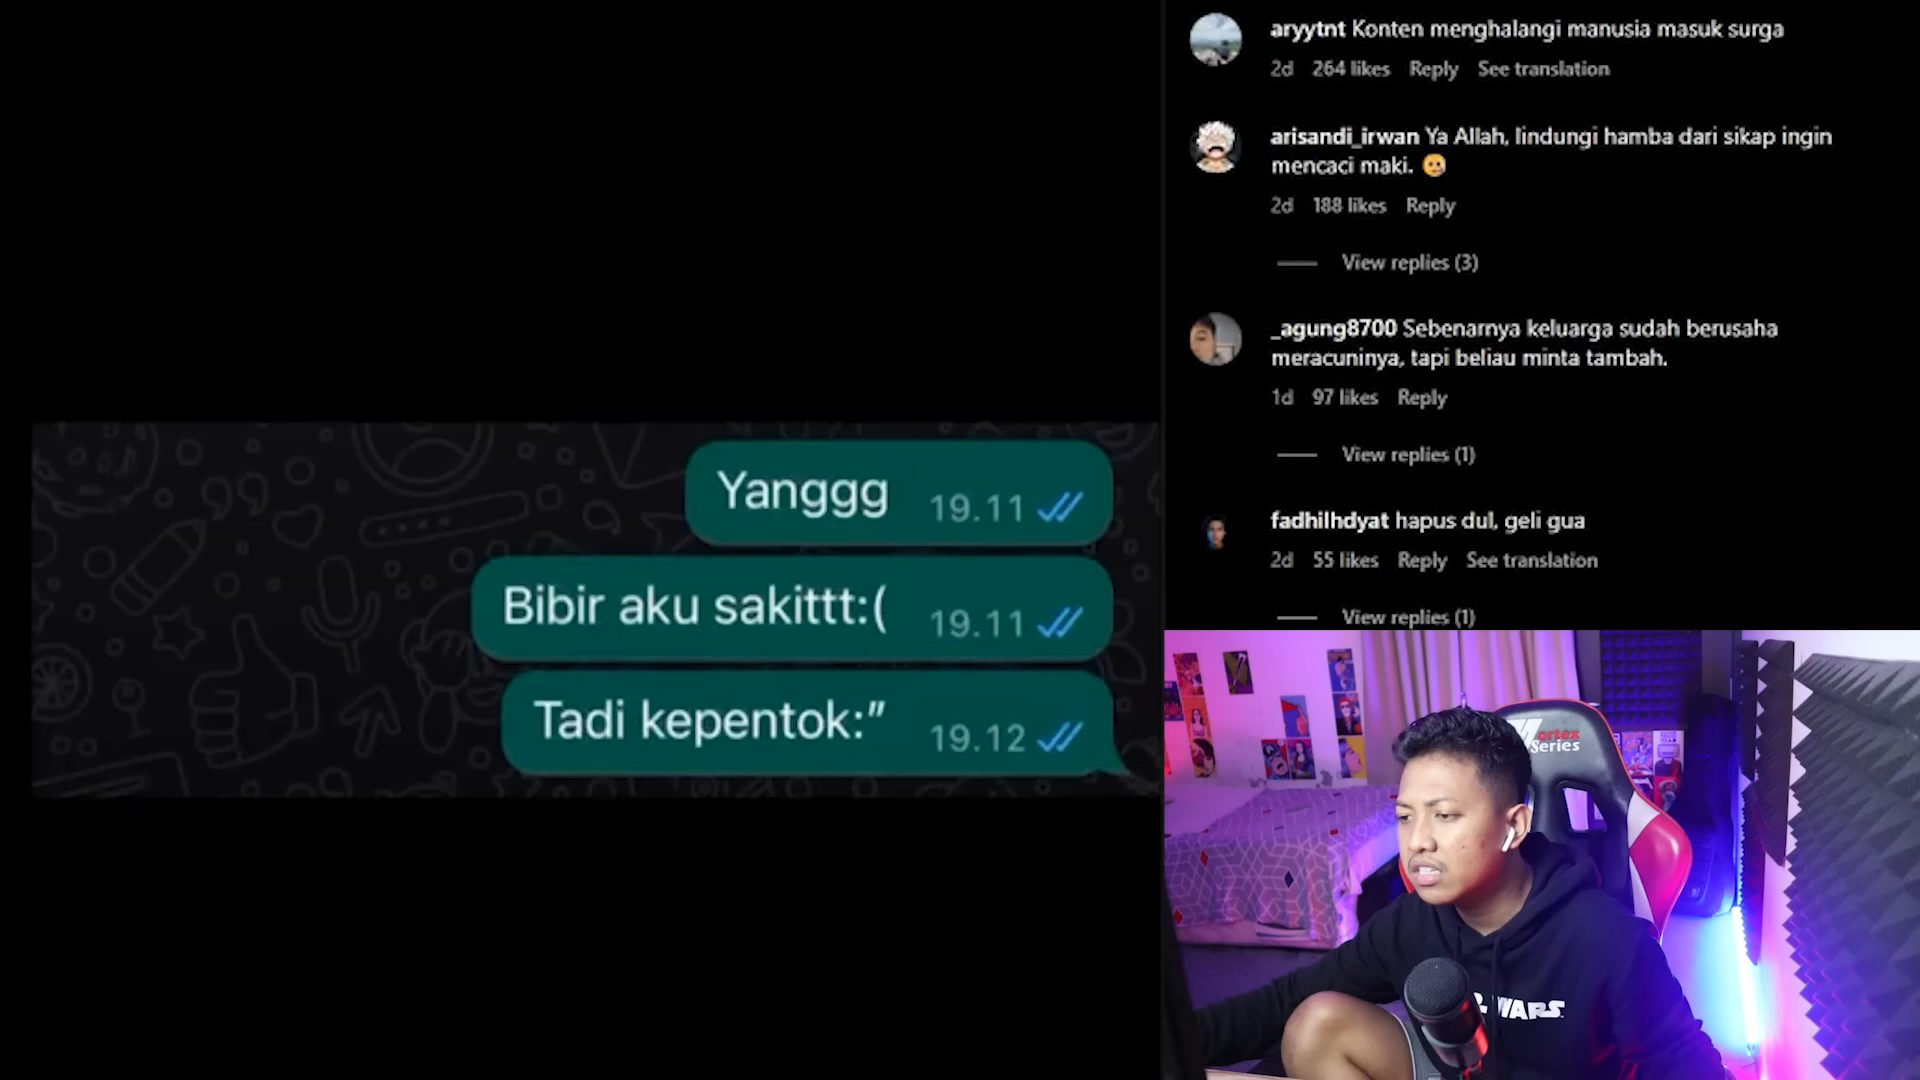 Yanggg 19.11
Bibir aku sakittt:( 19.11
Tadi kepentok:” 19.12
aryytnt Konten menghalangi manusia masuk surga
2d 264 likes Reply See translation
arisandi_irwan Ya Allah, lindungi hamba dari sikap ingin
mencaci maki. 🥲
2d 188 likes Reply
View replies (3)
_agung8700 Sebenarnya keluarga sudah berusaha
meracuninya, tapi beliau minta tambah.
1d 97 likes Reply
View replies (1)
fadhilhdyat hapus dul, geli gua
2d 55 likes Reply See translation
View replies (1)
Series
WARS